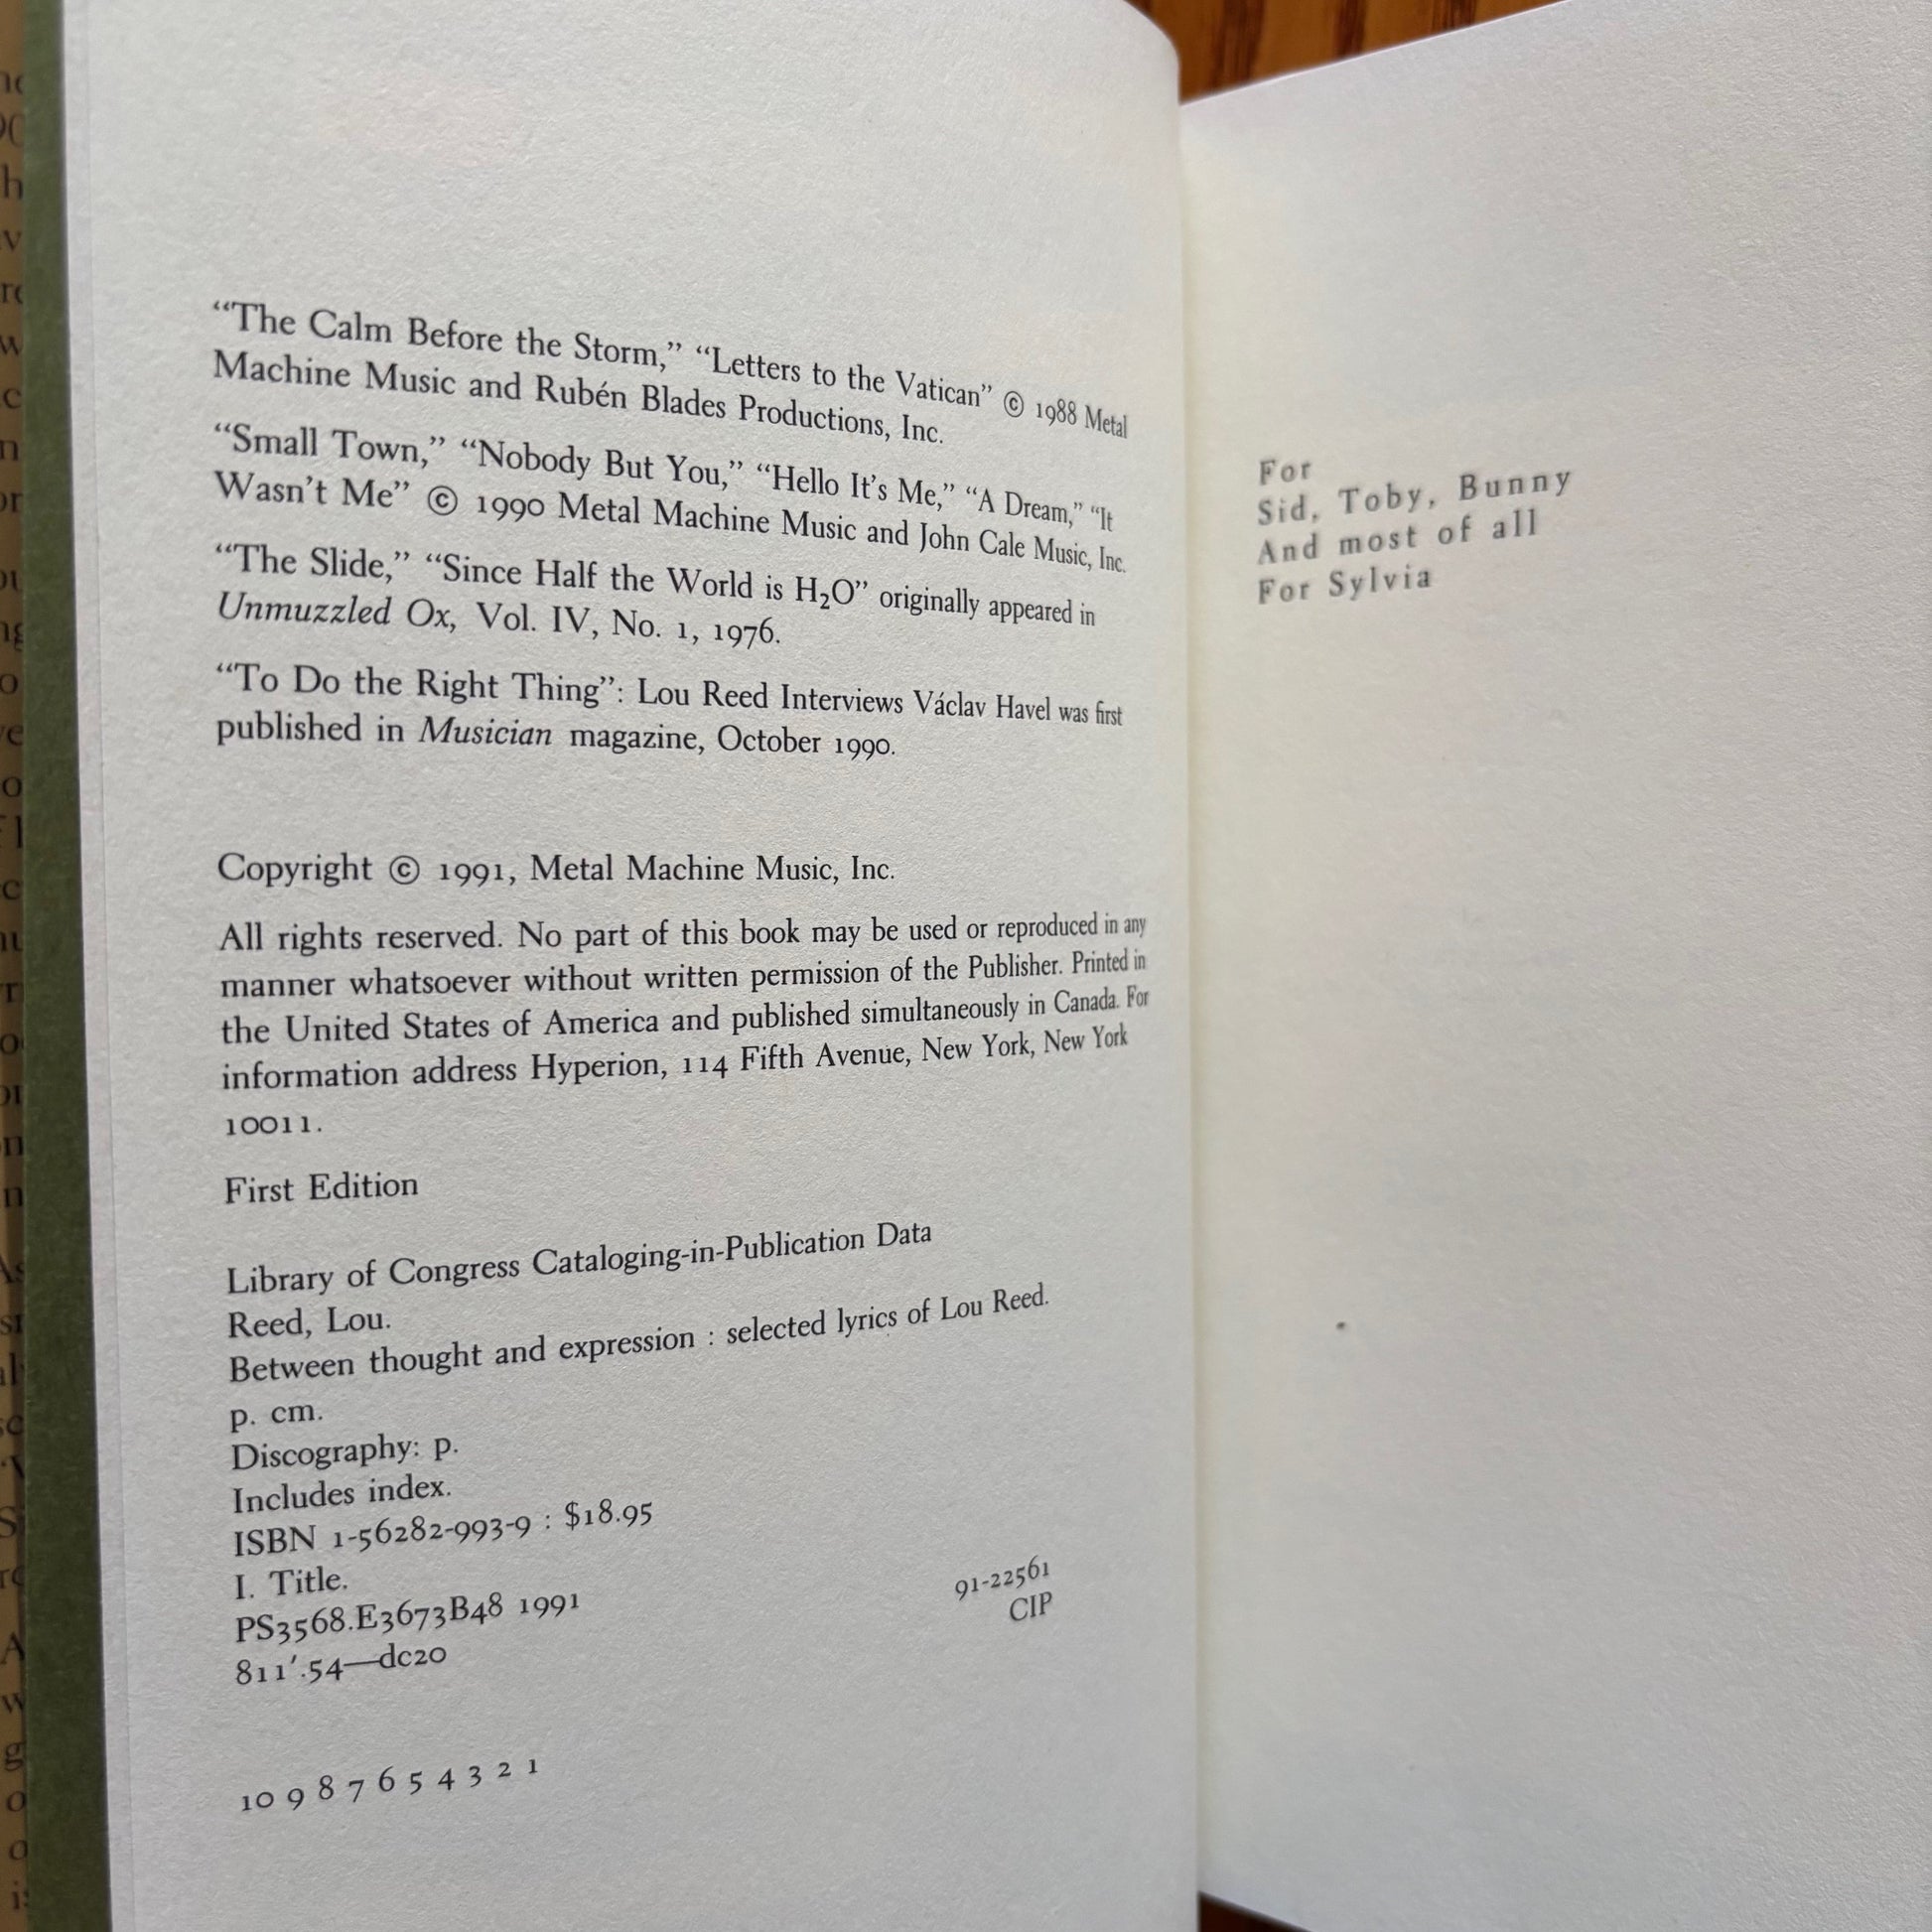 “The Calm Before the Storm,” “Letters to the Vatican” © 1988 Metal
Machine Music and Rubén Blades Productions, Inc.
“Small Town,” “Nobody But You,” “Hello It’s Me,” “A Dream,” “It
Wasn’t Me” © 1990 Metal Machine Music and John Cale Music, Inc.
“The Slide,” “Since Half the World is H₂O” originally appeared in
Unmuzzled Ox, Vol. IV, No. 1, 1976.
“To Do the Right Thing”: Lou Reed Interviews Václav Havel was first
published in Musician magazine, October 1990.
Copyright © 1991, Metal Machine Music, Inc.
All rights reserved. No part of this book may be used or reproduced in any
manner whatsoever without written permission of the Publisher. Printed in
the United States of America and published simultaneously in Canada. For
information address Hyperion, 114 Fifth Avenue, New York, New York
10011.
First Edition
Library of Congress Cataloging-in-Publication Data
Reed, Lou.
Between thought and expression : selected lyrics of Lou Reed.
p. cm.
Discography: p.
Includes index.
ISBN 1-56282-993-9 : $18.95
I. Title.
PS3568.E3673B48 1991
811′.54—dc20
91-22561
CIP
10 9 8 7 6 5 4 3 2 1
For
Sid, Toby, Bunny
And most of all
For Sylvia